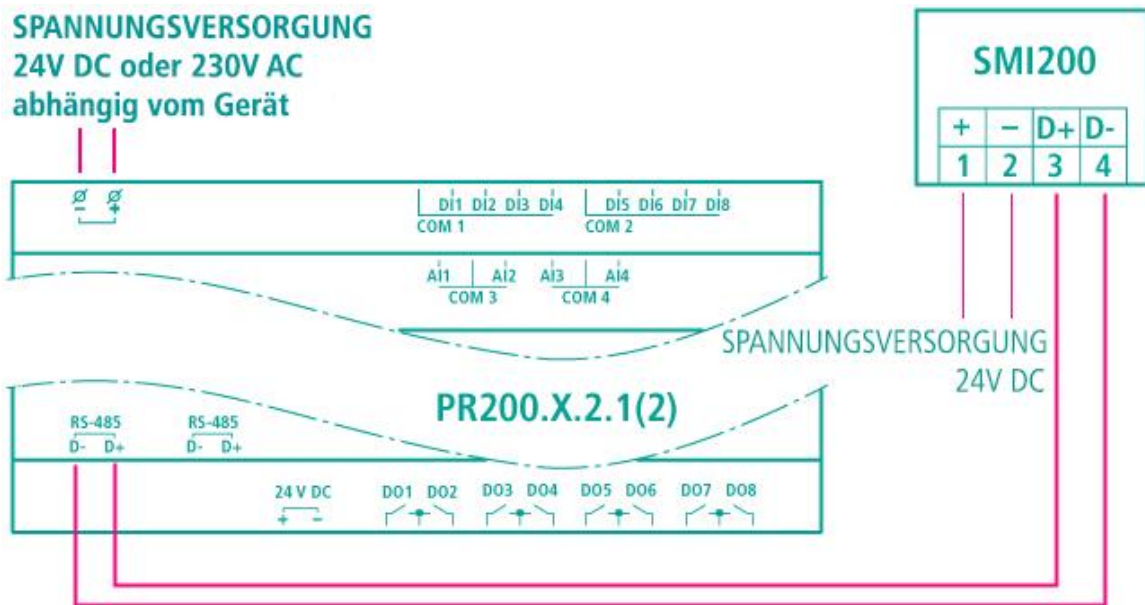 SPANNUNGSVERSORGUNG
24V DC oder 230V AC
abhängig vom Gerät
SMI200
+ − D+ D-
1 2 3 4
− +
DI1 DI2 DI3 DI4 DI5 DI6 DI7 DI8
COM 1 COM 2
AI1 AI2 AI3 AI4
COM 3 COM 4
SPANNUNGSVERSORGUNG
24V DC
PR200.X.2.1(2)
RS-485 RS-485
D- D+ D- D+
24 V DC DO1 DO2 DO3 DO4 DO5 DO6 DO7 DO8
+ −